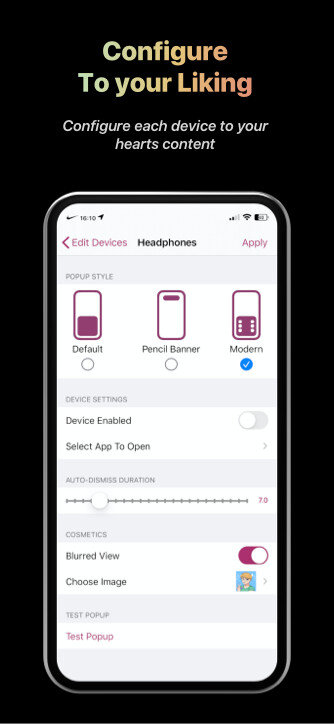 Configure
To your Liking
Configure each device to your
hearts content
16:10
Edit Devices
Headphones
Apply
POPUP STYLE
Default
Pencil Banner
Modern
DEVICE SETTINGS
Device Enabled
Select App To Open
AUTO-DISMISS DURATION
7.0
COSMETICS
Blurred View
Choose Image
TEST POPUP
Test Popup